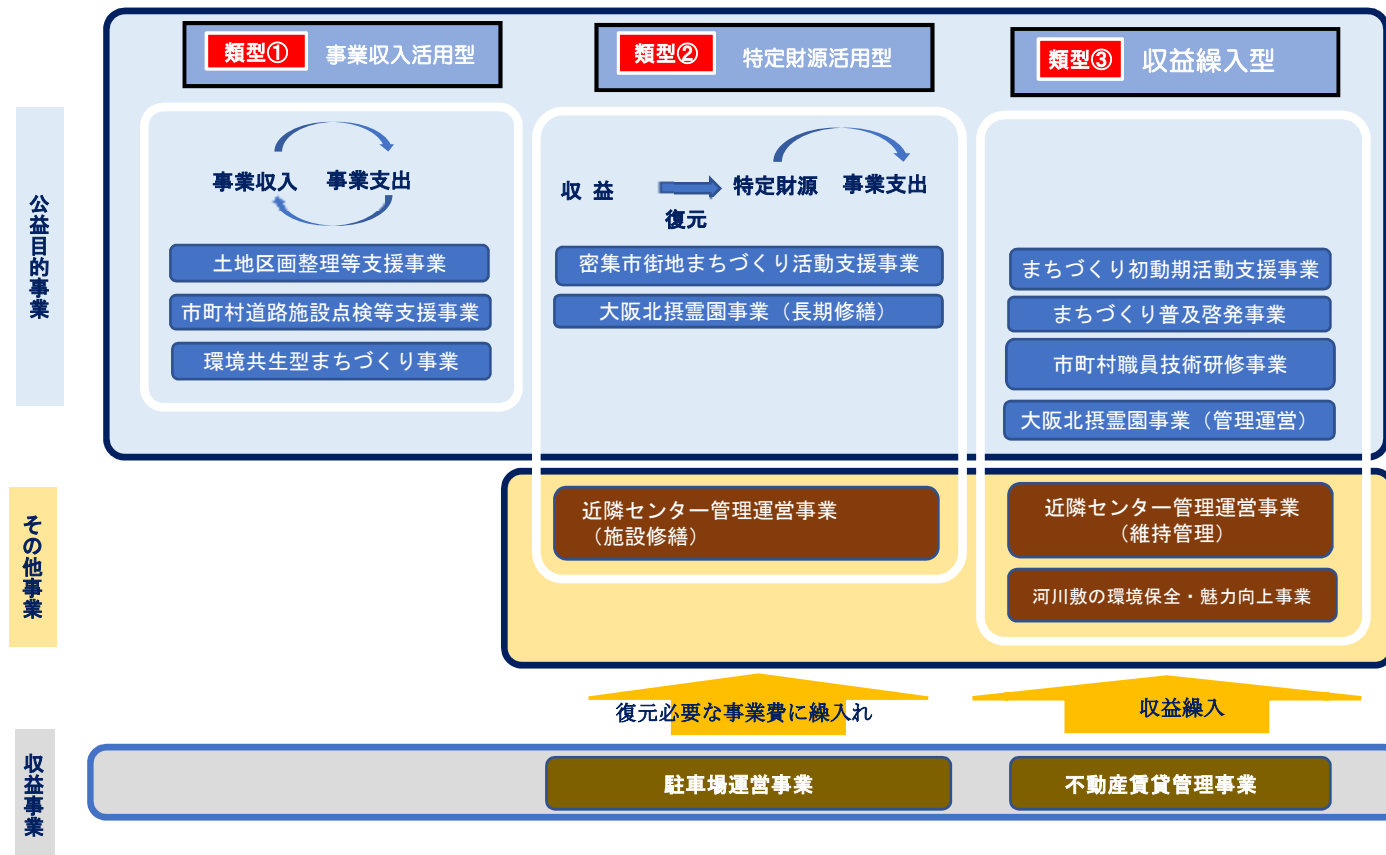 類型① 事業収入活用型
類型② 特定財源活用型
類型③ 収益繰入型
公益目的事業
事業収入 事業支出
土地区画整理等支援事業
市町村道路施設点検等支援事業
環境共生型まちづくり事業
収 益 特定財源 事業支出
復元
密集市街地まちづくり活動支援事業
大阪北摂霊園事業（長期修繕）
まちづくり初動期活動支援事業
まちづくり普及啓発事業
市町村職員技術研修事業
大阪北摂霊園事業（管理運営）
その他事業
近隣センター管理運営事業
（施設修繕）
近隣センター管理運営事業
（維持管理）
河川敷の環境保全・魅力向上事業
復元必要な事業費に繰入れ
収益繰入
収益事業
駐車場運営事業
不動産賃貸管理事業